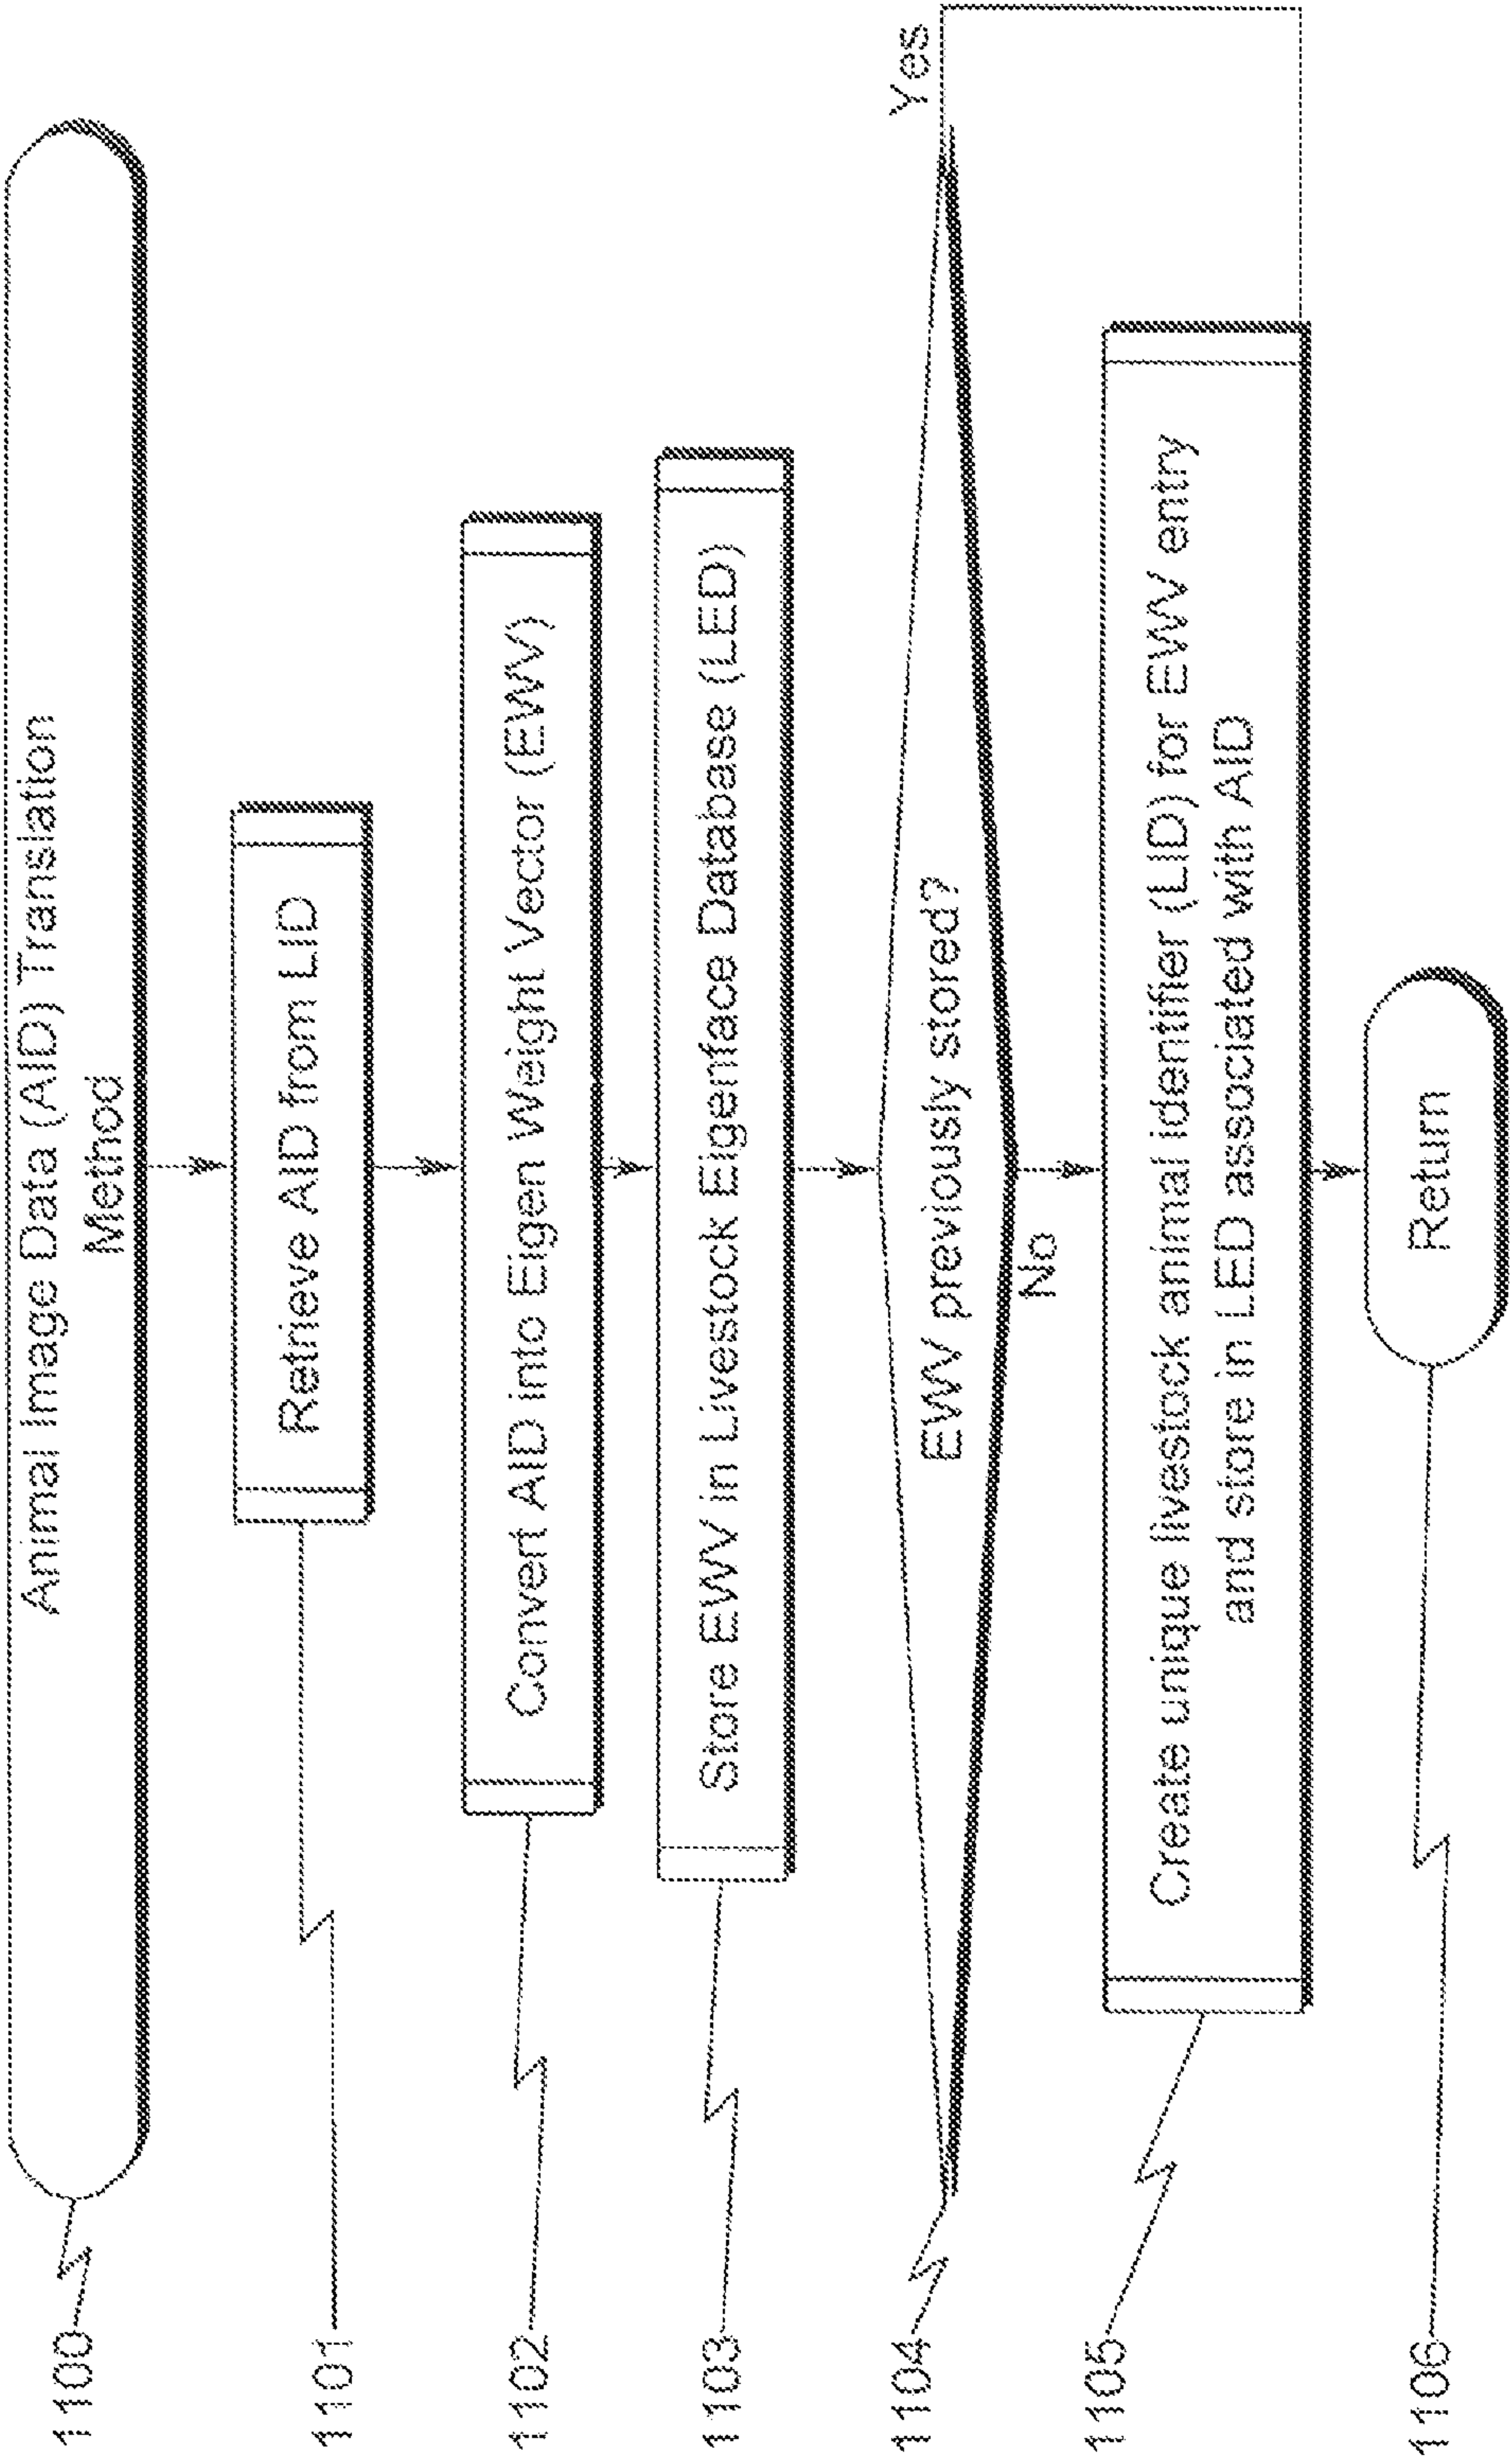 1100
Animal Image Data (AID) Translation
Method
1101
Retrieve AID from LID
1102
Convert AID into Eigen Weight Vector (EWV)
1103
Store EWV in Livestock Eigenface Database (LED)
1104
EWV previously stored?
Yes
No
1105
Create unique livestock animal identifier (LID) for EWV entry
and store in LED associated with AID
1106
Return